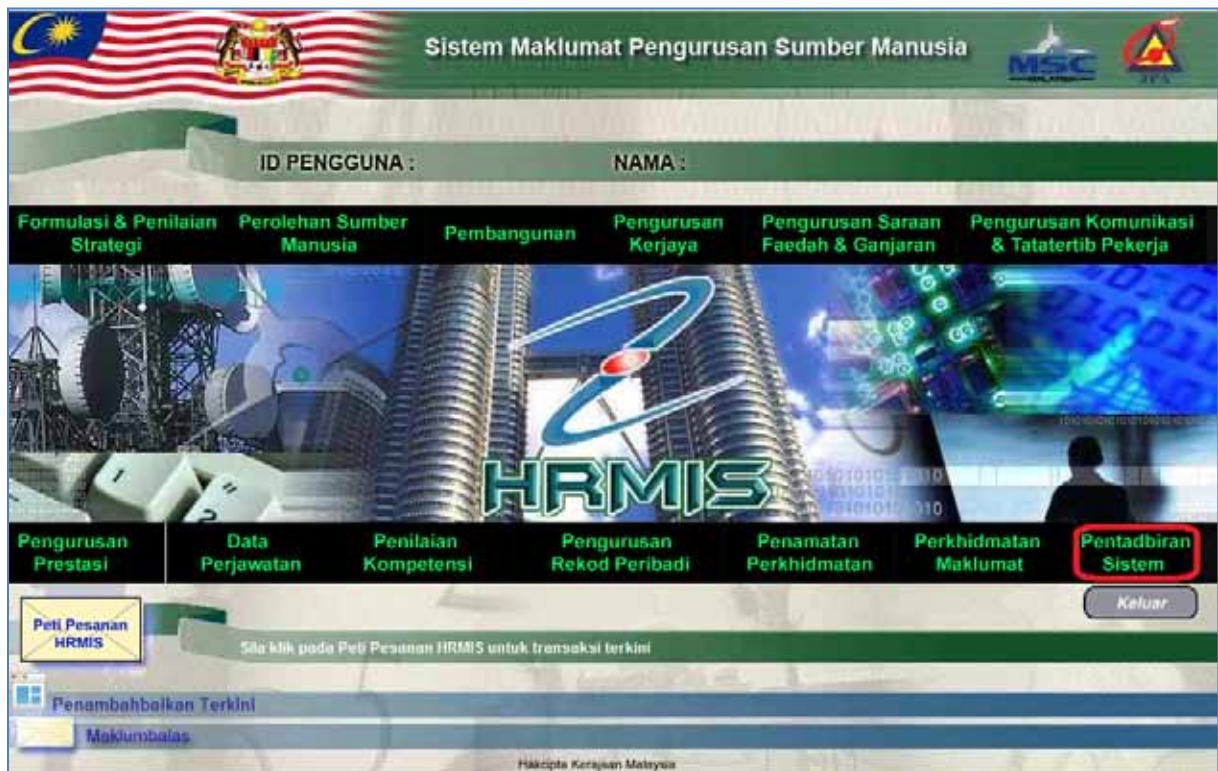 Sistem Maklumat Pengurusan Sumber Manusia
MSC
MALAYSIA
JPA
ID PENGGUNA :
NAMA :
Formulasi & Penilaian Strategi
Perolehan Sumber Manusia
Pembangunan
Pengurusan Kerjaya
Pengurusan Saraan Faedah & Ganjaran
Pengurusan Komunikasi & Tatatertib Pekerja
HRMIS
Pengurusan Prestasi
Data Perjawatan
Penilaian Kompetensi
Pengurusan Rekod Peribadi
Penamatan Perkhidmatan
Perkhidmatan Maklumat
Pentadbiran Sistem
Keluar
Peti Pesanan
HRMIS
Sila klik pada Peti Pesanan HRMIS untuk transaksi terkini
Penambahbaikan Terkini
Maklumbalas
Hakcipta Kerajaan Malaysia